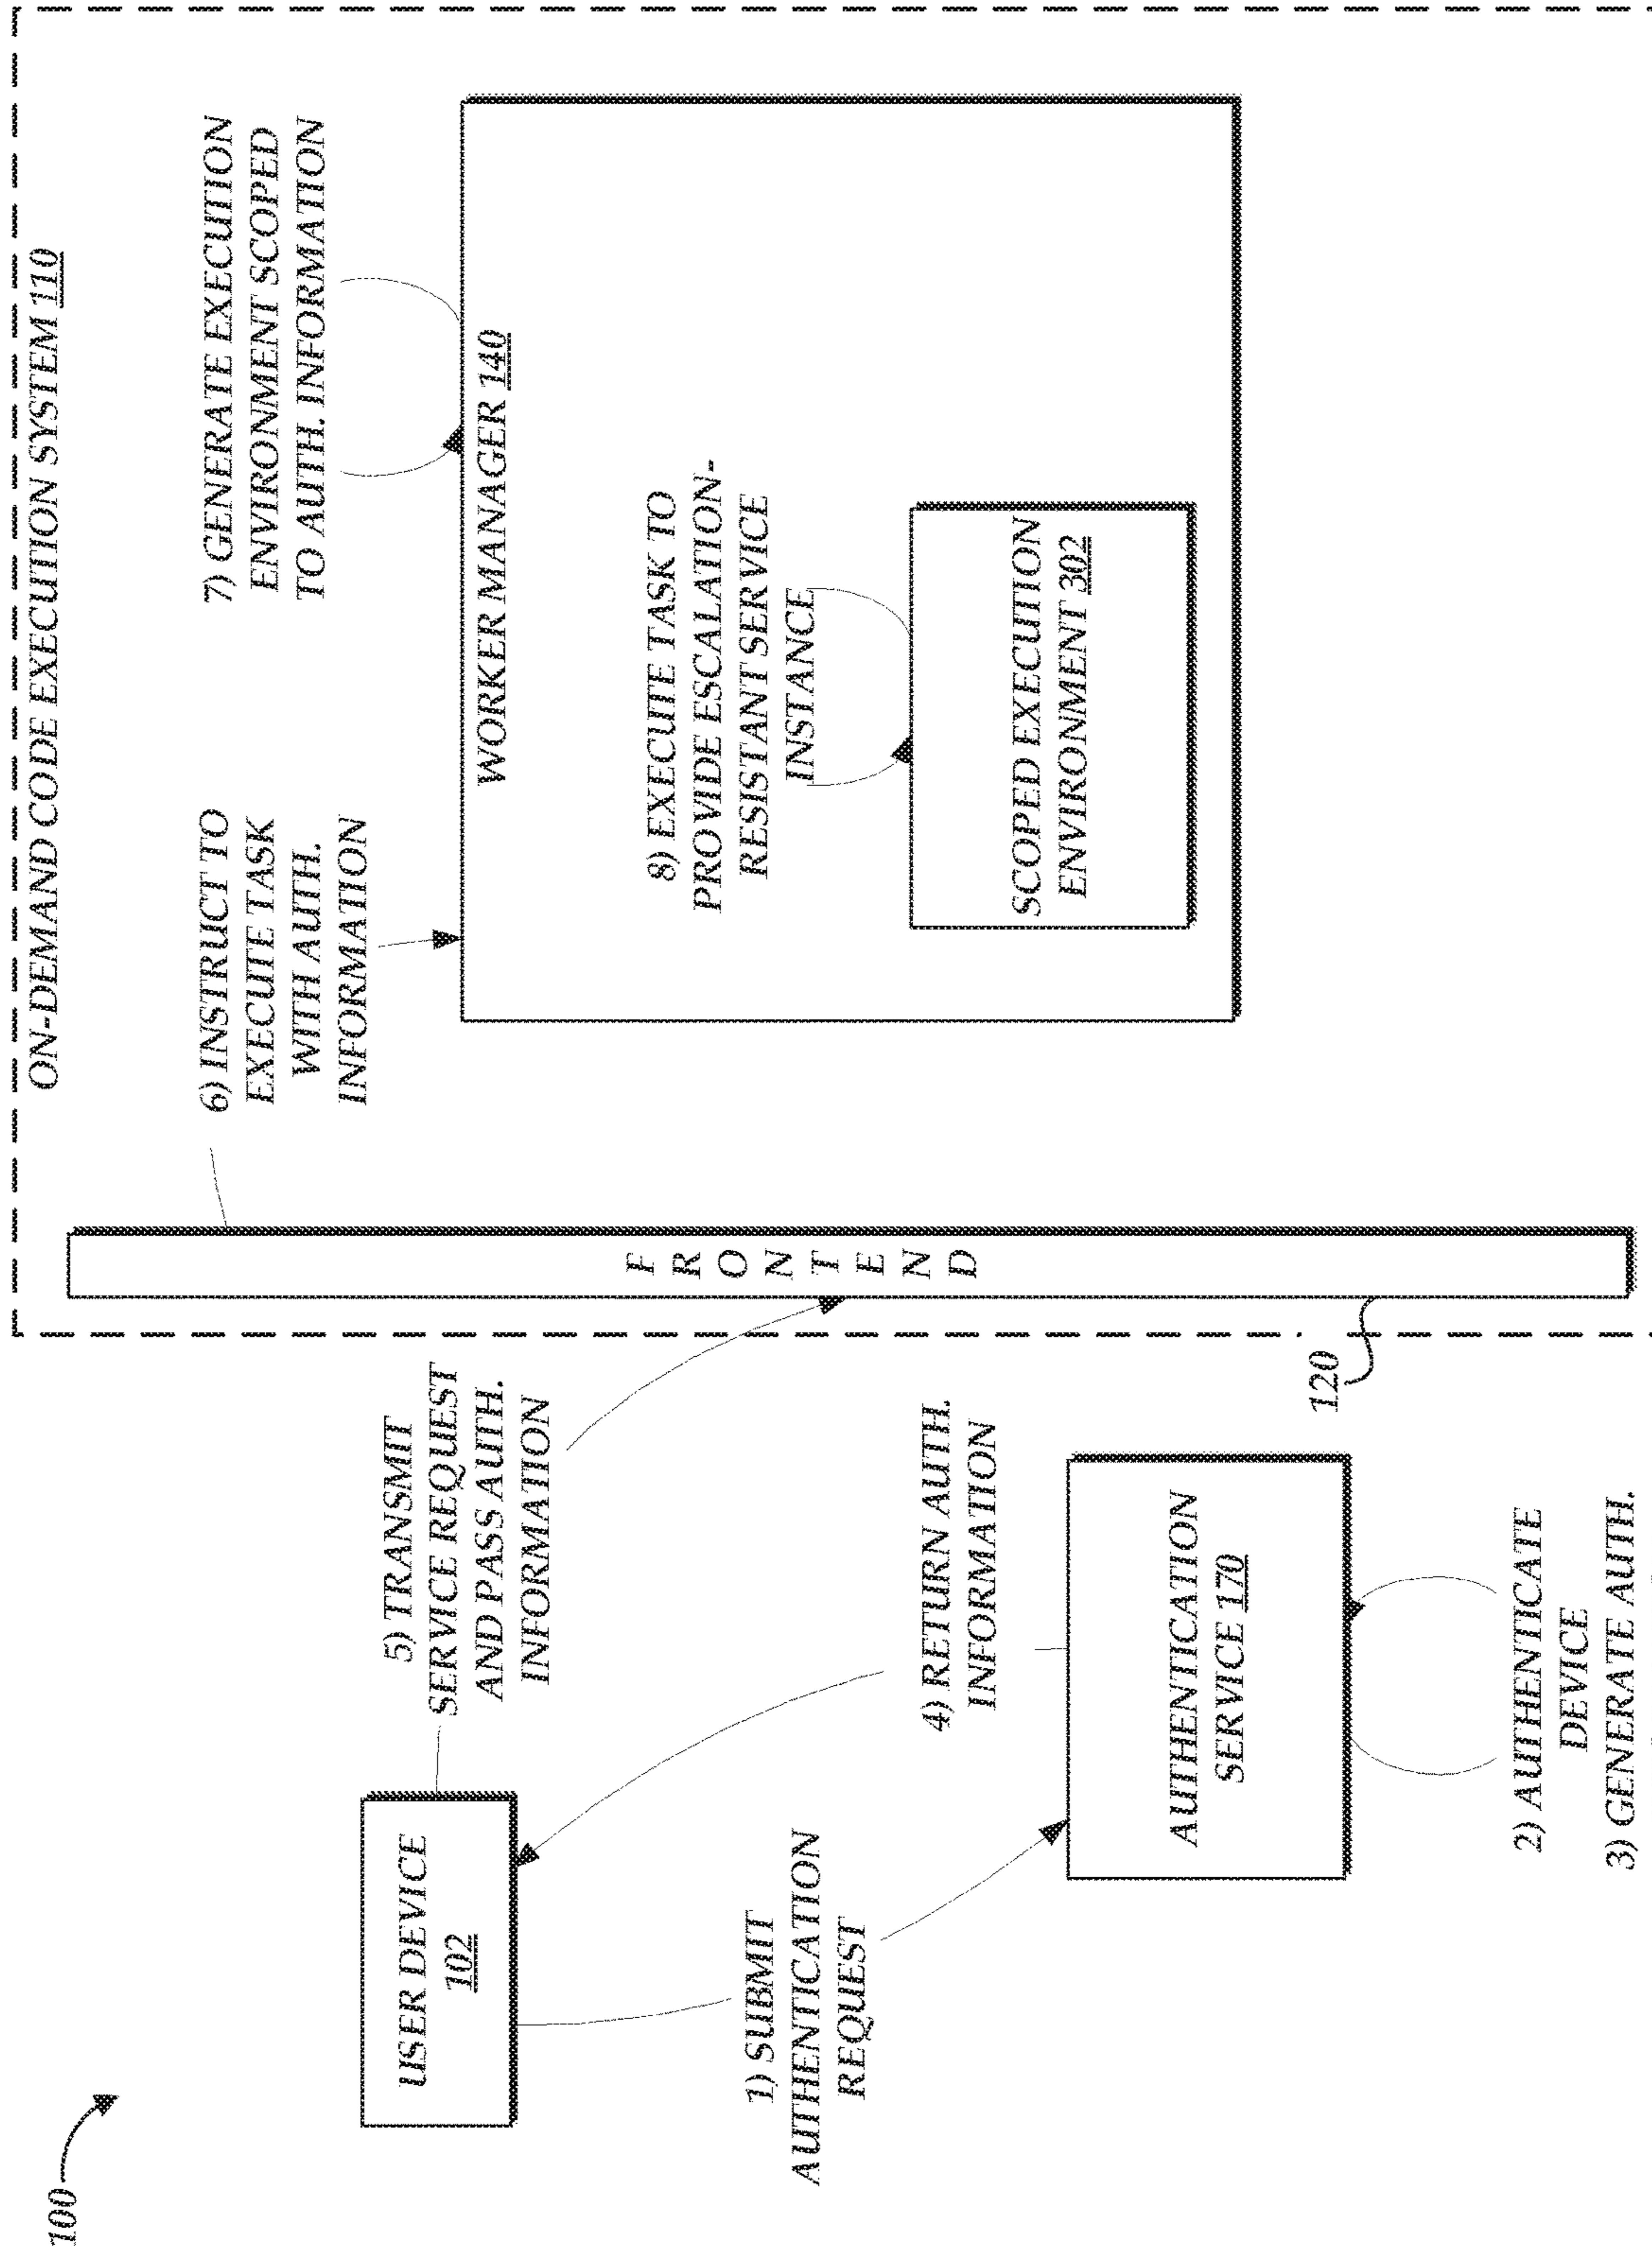 100
ON-DEMAND CODE EXECUTION SYSTEM 110
USER DEVICE
102
1) SUBMIT
AUTHENTICATION
REQUEST
AUTHENTICATION
SERVICE 170
2) AUTHENTICATE
DEVICE
3) GENERATE AUTH.
4) RETURN AUTH.
INFORMATION
5) TRANSMIT
SERVICE REQUEST
AND PASS AUTH.
INFORMATION
120
FRONTEND
6) INSTRUCT TO
EXECUTE TASK
WITH AUTH.
INFORMATION
7) GENERATE EXECUTION
ENVIRONMENT SCOPED
TO AUTH. INFORMATION
WORKER MANAGER 140
8) EXECUTE TASK TO
PROVIDE ESCALATION-
RESISTANT SERVICE
INSTANCE
SCOPED EXECUTION
ENVIRONMENT 302